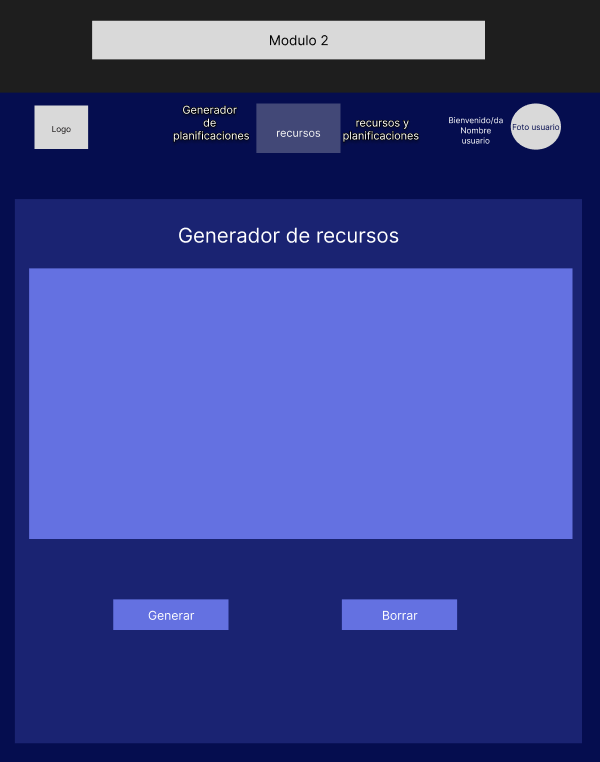 Modulo 2
Logo
Generador
de
planificaciones
recursos
recursos y
planificaciones
Bienvenido/da
Nombre
usuario
Foto usuario
Generador de recursos
Generar
Borrar